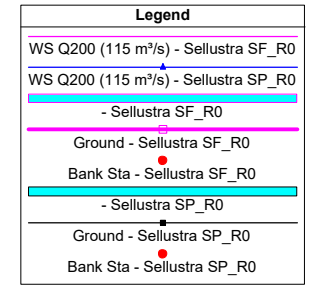 Legend
WS Q200 (115 m³/s) - Sellustra SF_R0
WS Q200 (115 m³/s) - Sellustra SP_R0
- Sellustra SF_R0
Ground - Sellustra SF_R0
Bank Sta - Sellustra SF_R0
- Sellustra SP_R0
Ground - Sellustra SP_R0
Bank Sta - Sellustra SP_R0